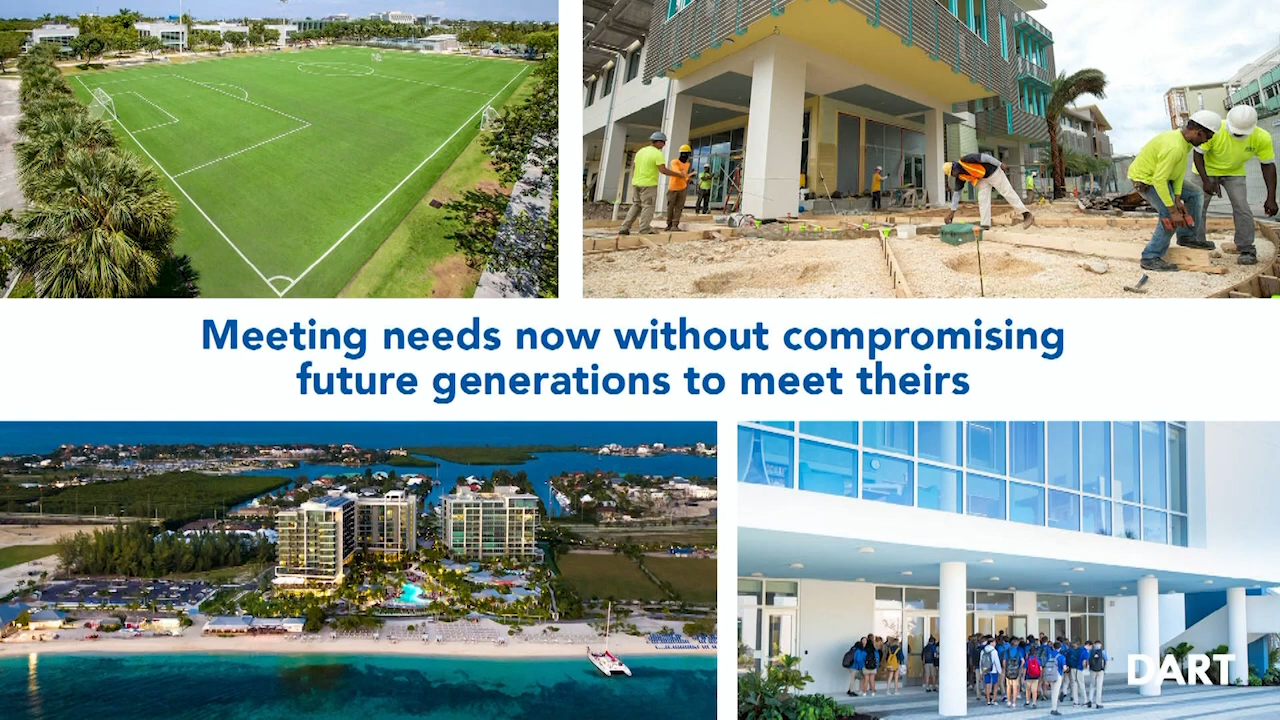 Meeting needs now without compromising
future generations to meet theirs
DART